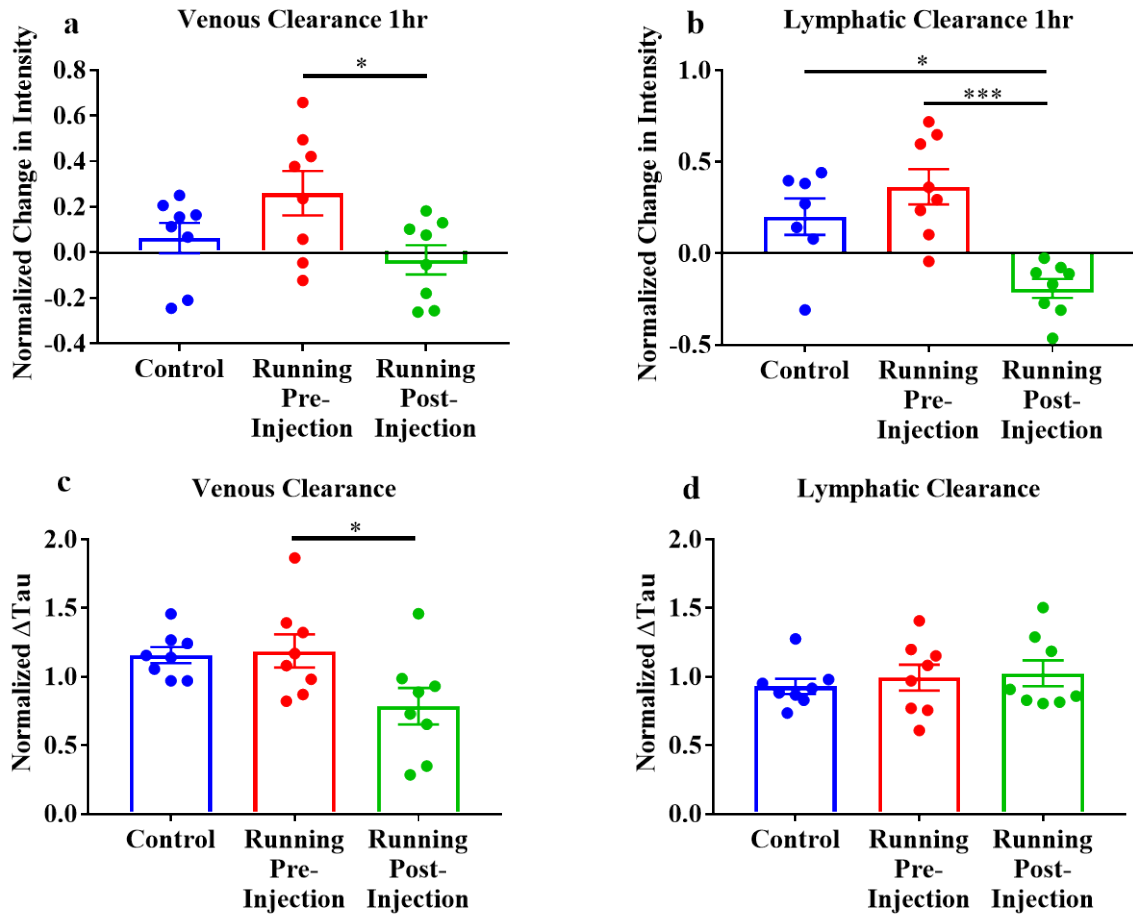 a
Venous Clearance 1hr
Normalized Change in Intensity
0.8
0.6
0.4
0.2
0.0
-0.2
-0.4
*
Control
Running
Pre-
Injection
Running
Post-
Injection
b
Lymphatic Clearance 1hr
Normalized Change in Intensity
1.0
0.5
0.0
-0.5
*
***
Control
Running
Pre-
Injection
Running
Post-
Injection
c
Venous Clearance
Normalized ΔTau
2.0
1.5
1.0
0.5
0.0
*
Control
Running
Pre-
Injection
Running
Post-
Injection
d
Lymphatic Clearance
Normalized ΔTau
2.0
1.5
1.0
0.5
0.0
Control
Running
Pre-
Injection
Running
Post-
Injection